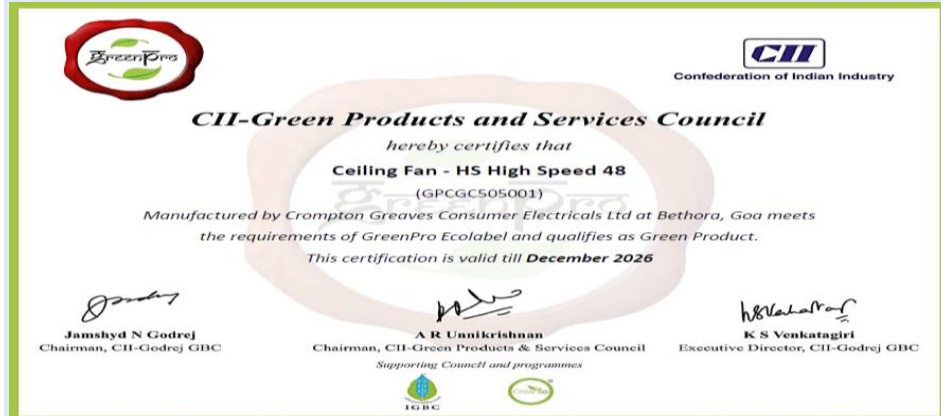 GreenPro
CII
Confederation of Indian Industry
CII-Green Products and Services Council
hereby certifies that
Ceiling Fan - HS High Speed 48
(GPCGC505001)
Manufactured by Crompton Greaves Consumer Electricals Ltd at Bethora, Goa meets
the requirements of GreenPro Ecolabel and qualifies as Green Product.
This certification is valid till December 2026
Jamshyd N Godrej
Chairman, CII-Godrej GBC
A R Unnikrishnan
Chairman, CII-Green Products & Services Council
K S Venkatagiri
Executive Director, CII-Godrej GBC
Supporting Council and programmes
IGBC